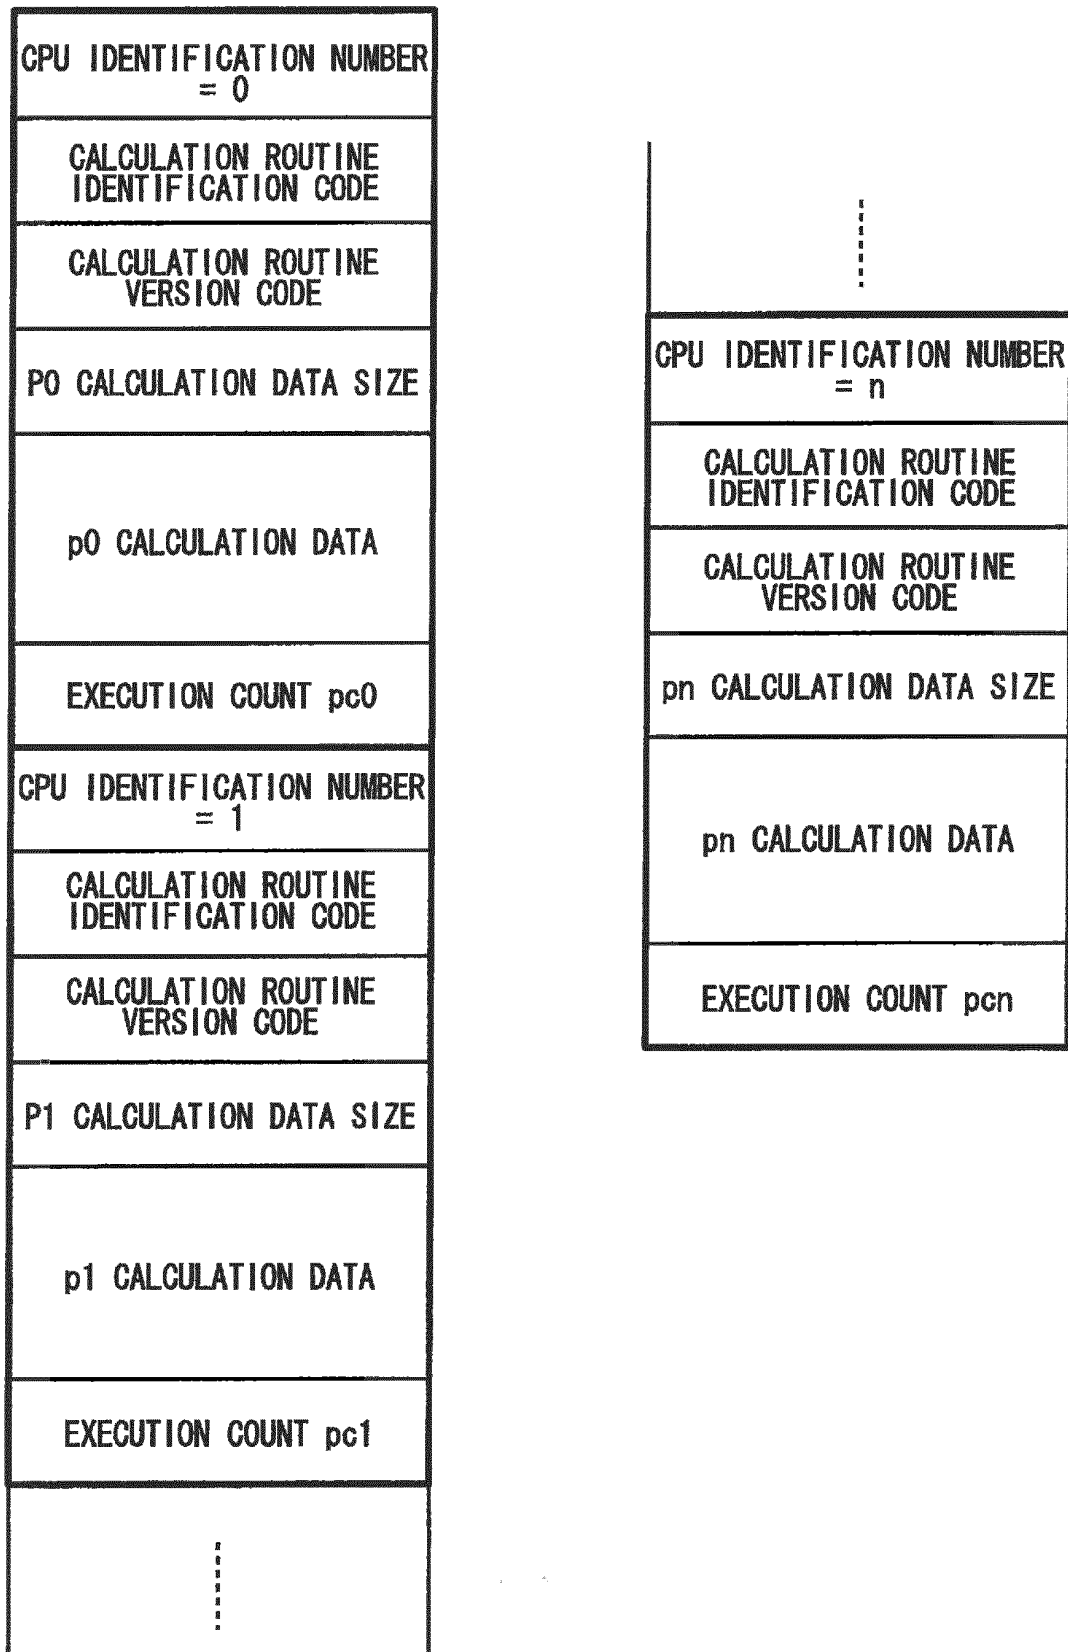 CPU IDENTIFICATION NUMBER
= 0
CALCULATION ROUTINE
IDENTIFICATION CODE
CALCULATION ROUTINE
VERSION CODE
P0 CALCULATION DATA SIZE
p0 CALCULATION DATA
EXECUTION COUNT pc0
CPU IDENTIFICATION NUMBER
= 1
CALCULATION ROUTINE
IDENTIFICATION CODE
CALCULATION ROUTINE
VERSION CODE
P1 CALCULATION DATA SIZE
p1 CALCULATION DATA
EXECUTION COUNT pc1
CPU IDENTIFICATION NUMBER
= n
CALCULATION ROUTINE
IDENTIFICATION CODE
CALCULATION ROUTINE
VERSION CODE
pn CALCULATION DATA SIZE
pn CALCULATION DATA
EXECUTION COUNT pcn